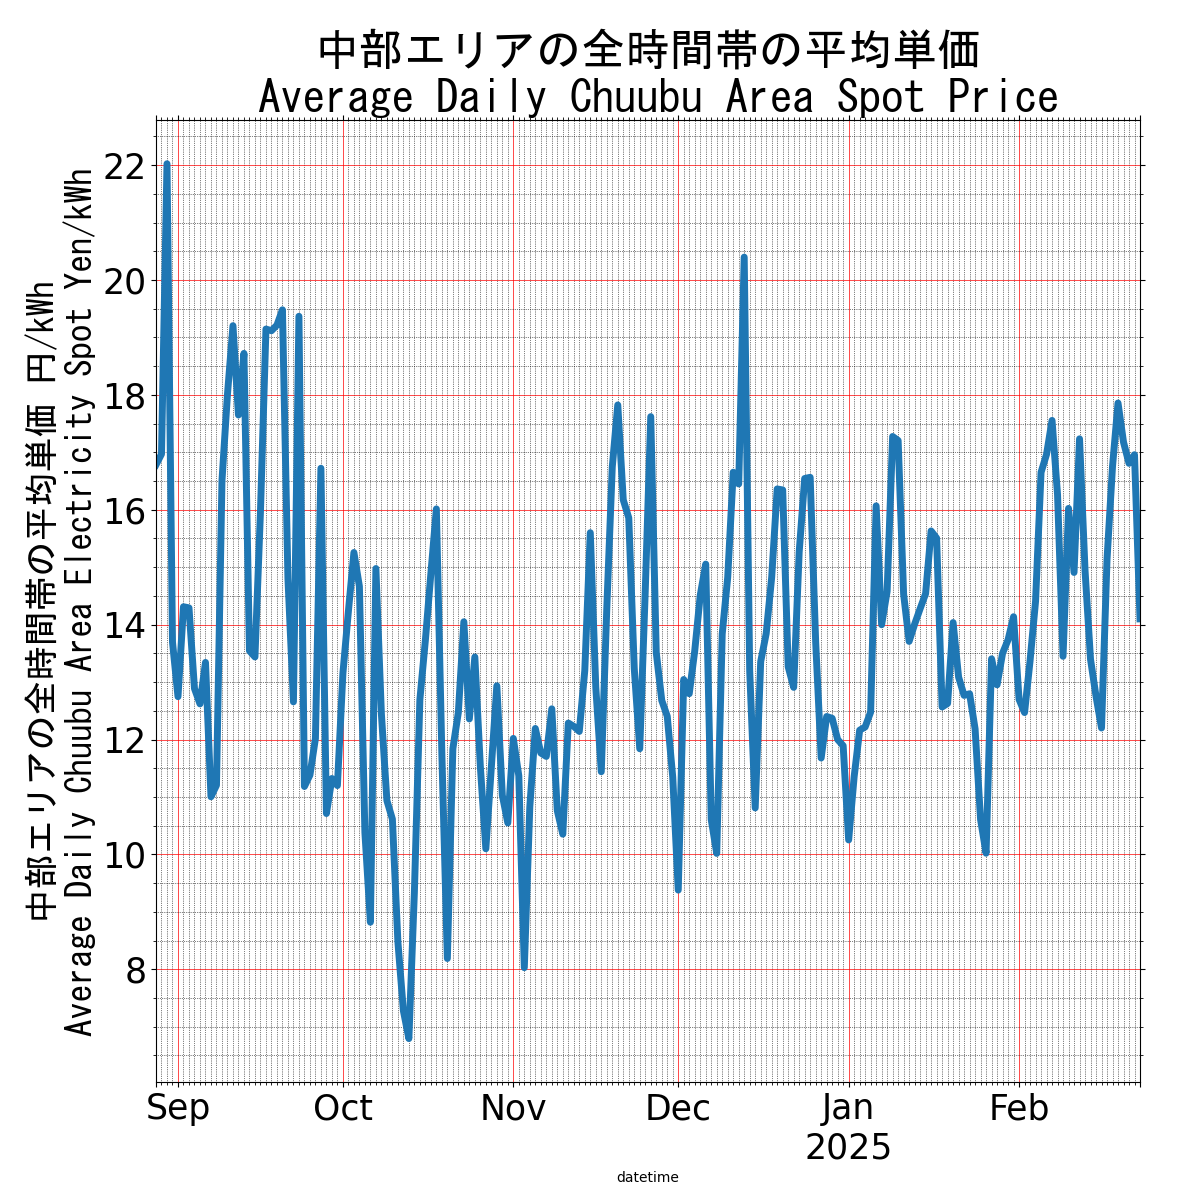 中部エリアの全時間帯の平均単価
Average Daily Chuubu Area Spot Price
中部エリアの全時間帯の平均単価 円/kWh
Average Daily Chuubu Area Electricity Spot Yen/kWh
22
20
18
16
14
12
10
8
Sep Oct Nov Dec Jan Feb
2025
datetime